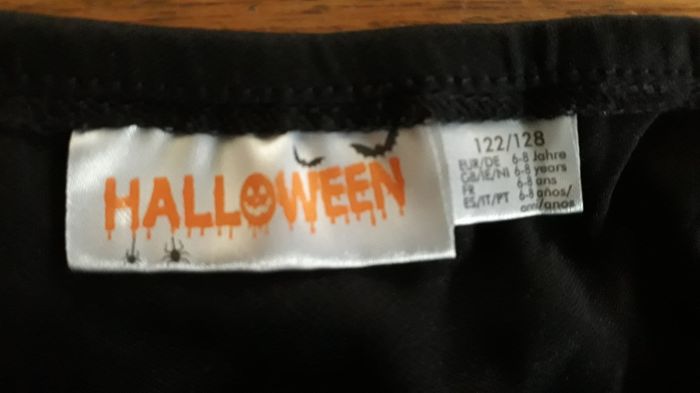 HALLOWEEN
122/128
EUR/DE 6-8 Jahre
GB/IE/NI 6-8 years
FR 6-8 ans
ES/IT/PT 6-8 años/
anni/anos